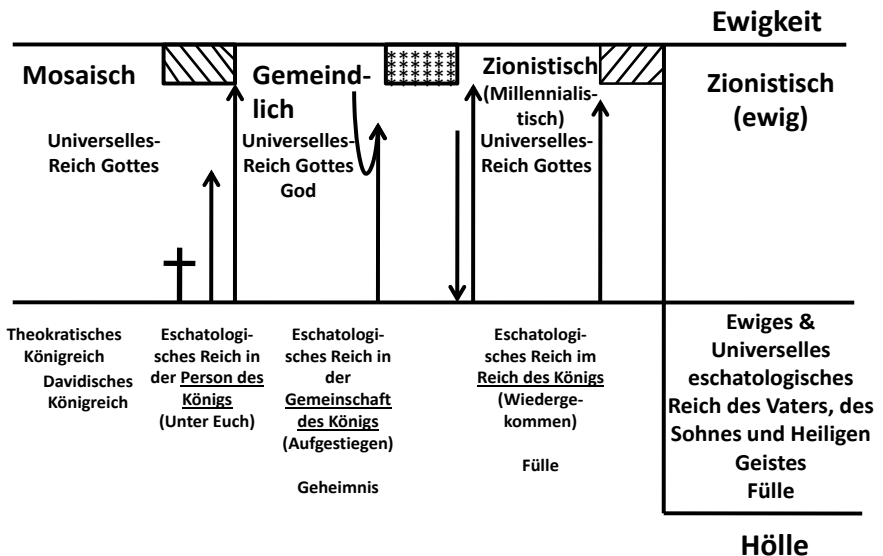 Ewigkeit
Mosaisch
Gemeind-
lich
Zionistisch
(Millennialis-
tisch)
Zionistisch
(ewig)
Universelles-
Reich Gottes
Universelles-
Reich Gottes
God
Universelles-
Reich Gottes
Theokratisches
Königreich
Davidisches
Königreich
Eschatologi-
sches Reich in
der Person des
Königs
(Unter Euch)
Eschatologi-
sches Reich in
der
Gemeinschaft
des Königs
(Aufgestiegen)
Geheimnis
Eschatologi-
sches Reich im
Reich des Königs
(Wiederge-
kommen)
Fülle
Ewiges &
Universelles
eschatologisches
Reich des Vaters, des
Sohnes und Heiligen
Geistes
Fülle
Hölle